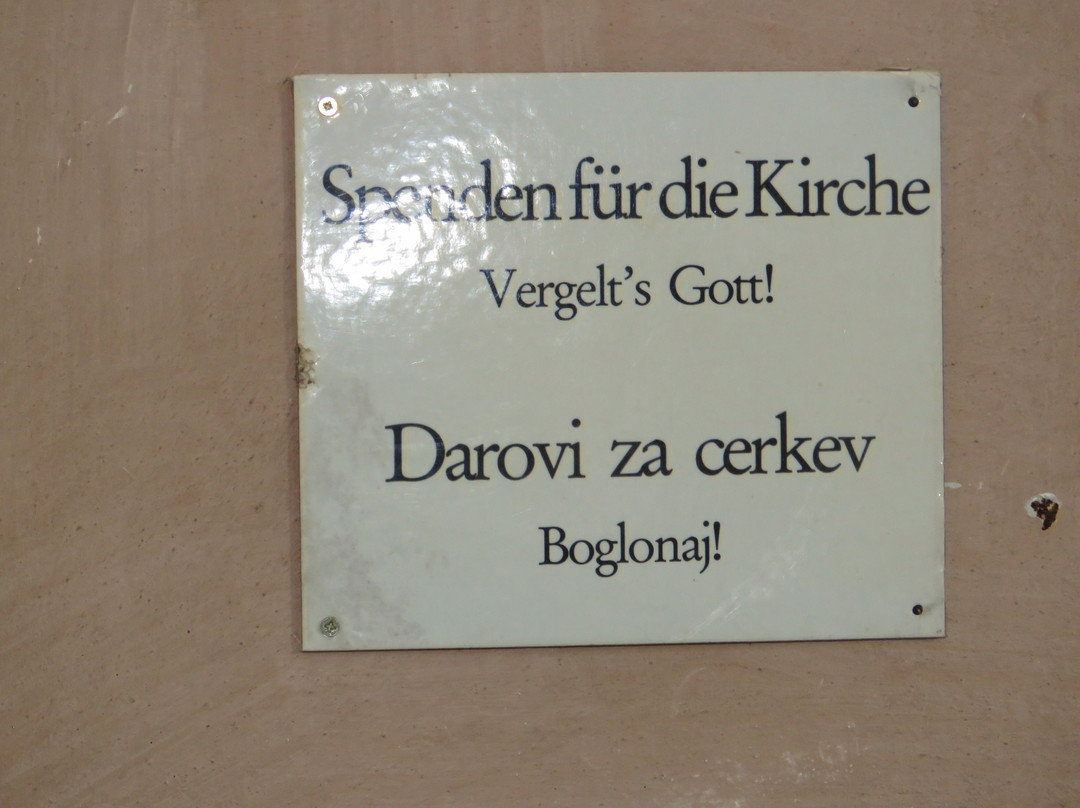 Spenden für die Kirche
Vergelt's Gott!
Darovi za cerkev
Boglonaj!